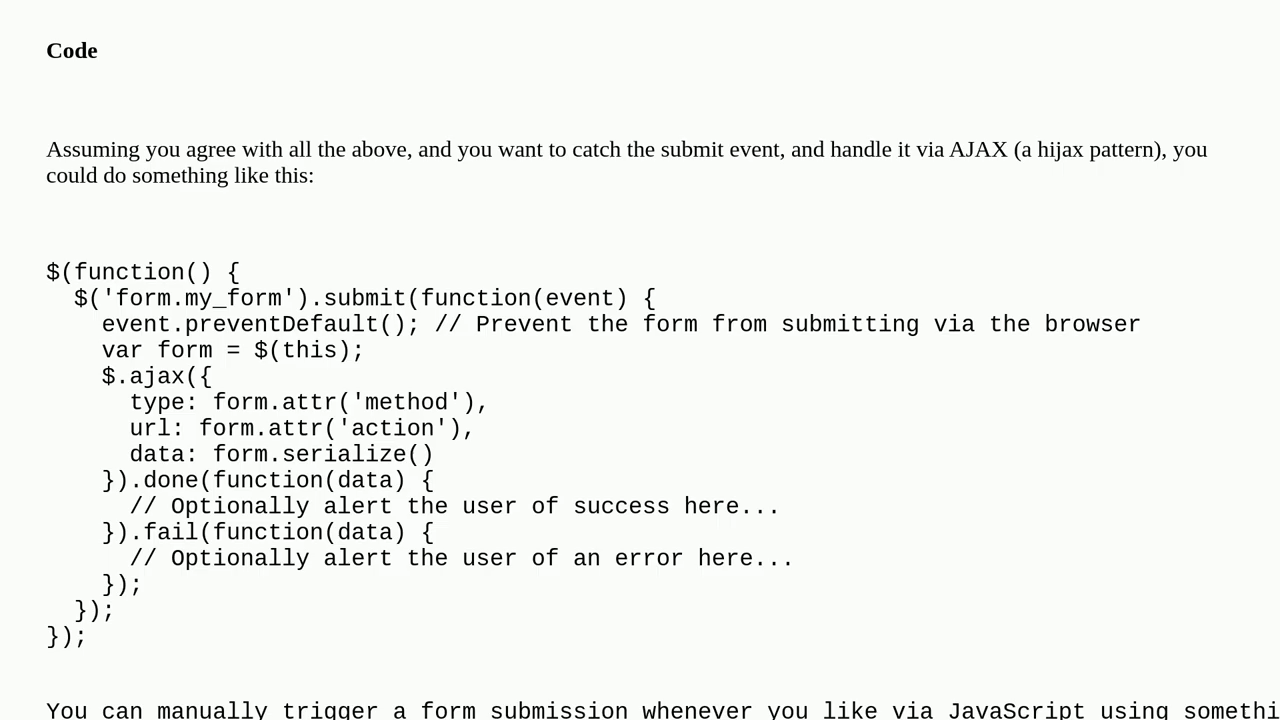 Code
Assuming you agree with all the above, and you want to catch the submit event, and handle it via AJAX (a hijax pattern), you
could do something like this:
$(function() {
  $('form.my_form').submit(function(event) {
    event.preventDefault(); // Prevent the form from submitting via the browser
    var form = $(this);
    $.ajax({
      type: form.attr('method'),
      url: form.attr('action'),
      data: form.serialize()
    }).done(function(data) {
      // Optionally alert the user of success here...
    }).fail(function(data) {
      // Optionally alert the user of an error here...
    });
  });
});
You can manually trigger a form submission whenever you like via JavaScript using